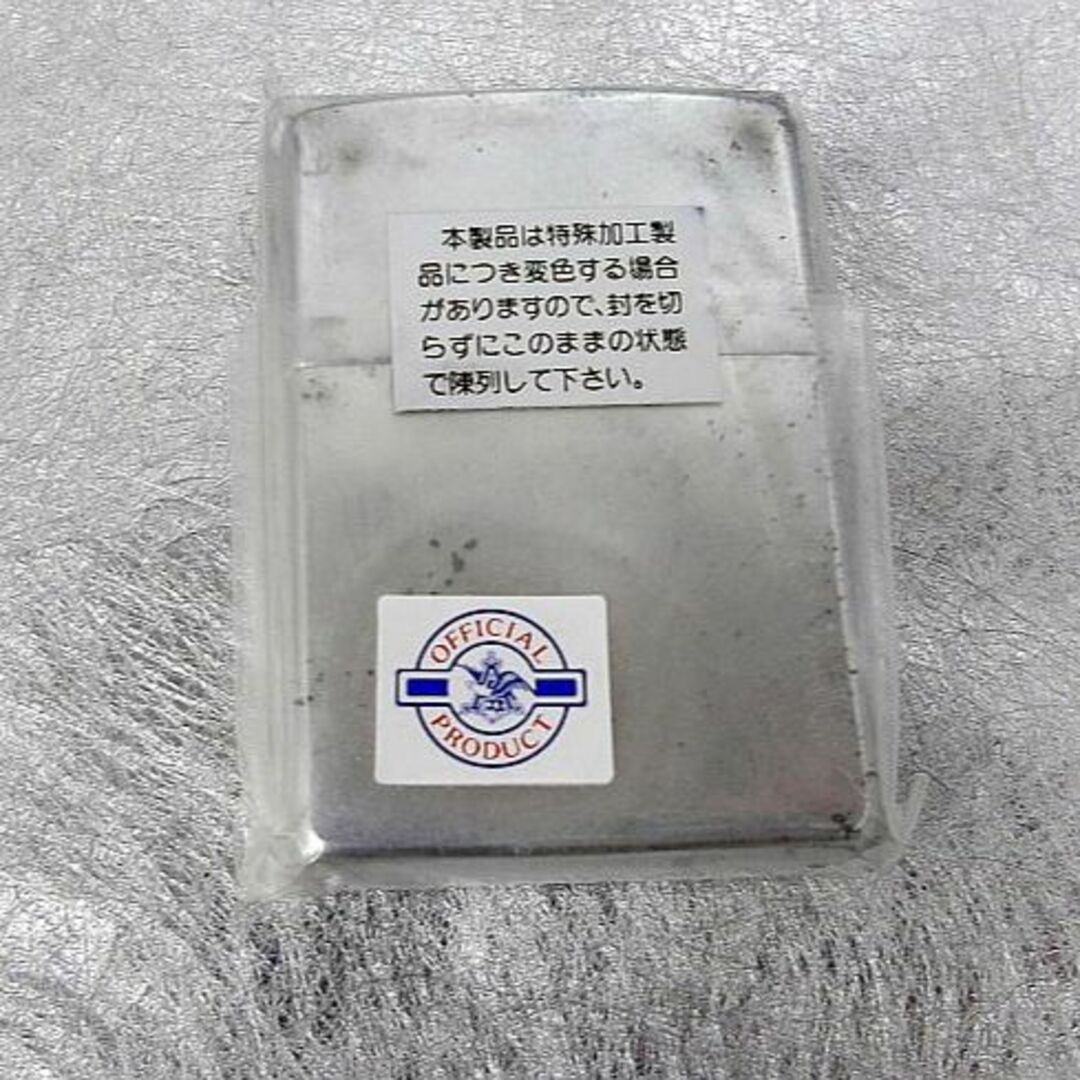 本製品は特殊加工製
品につき変色する場合
がありますので、封を切
らずにこのままの状態
で陳列して下さい。
OFFICIAL
PRODUCT